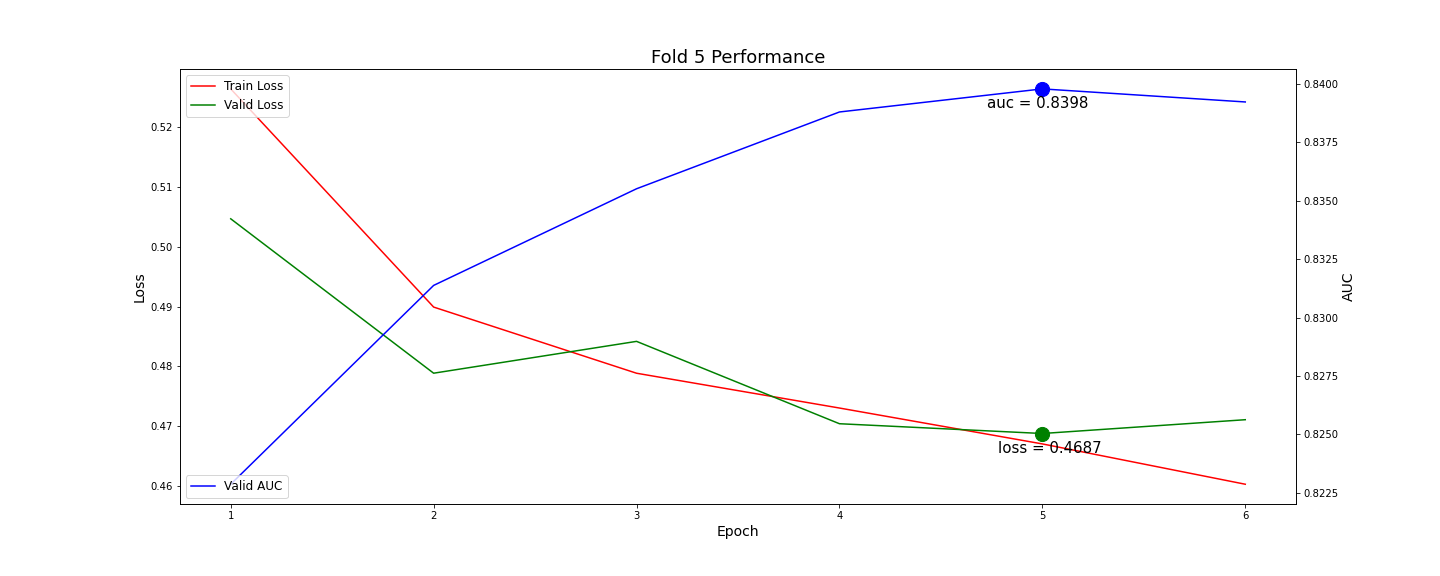 Fold 5 Performance
Train Loss
Valid Loss
Valid AUC
auc = 0.8398
loss = 0.4687
Loss
0.52
0.51
0.50
0.49
0.48
0.47
0.46
AUC
0.8400
0.8375
0.8350
0.8325
0.8300
0.8275
0.8250
0.8225
1 2 3 4 5 6
Epoch